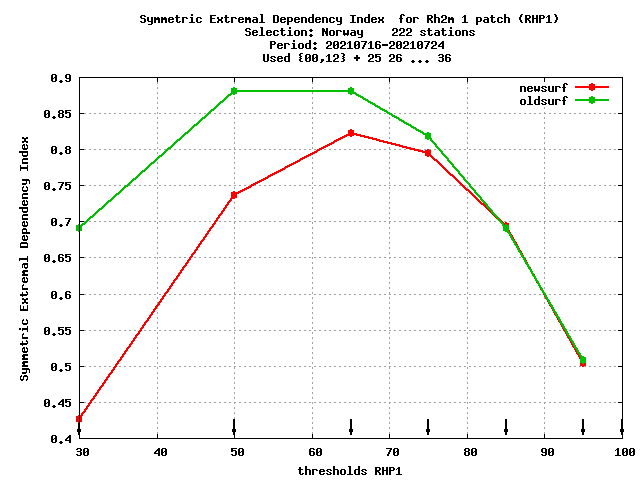 Symmetric Extremal Dependency Index  for Rh2m 1 patch (RHP1)
Selection: Norway    222 stations
Period: 20210716-20210724
Used {00,12} + 25 26 ... 36
newsurf
oldsurf
0.9
0.85
0.8
0.75
0.7
0.65
0.6
0.55
0.5
0.45
0.4
Symmetric Extremal Dependency Index
30 40 50 60 70 80 90 100
thresholds RHP1